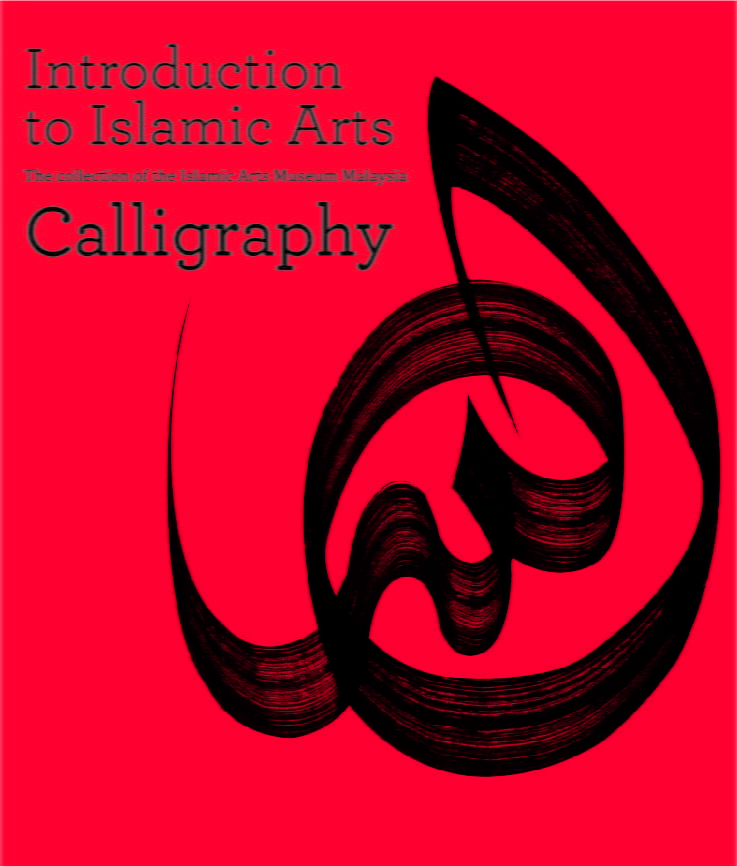 Introduction
to Islamic Arts
The collection of the Islamic Arts Museum Malaysia
Calligraphy